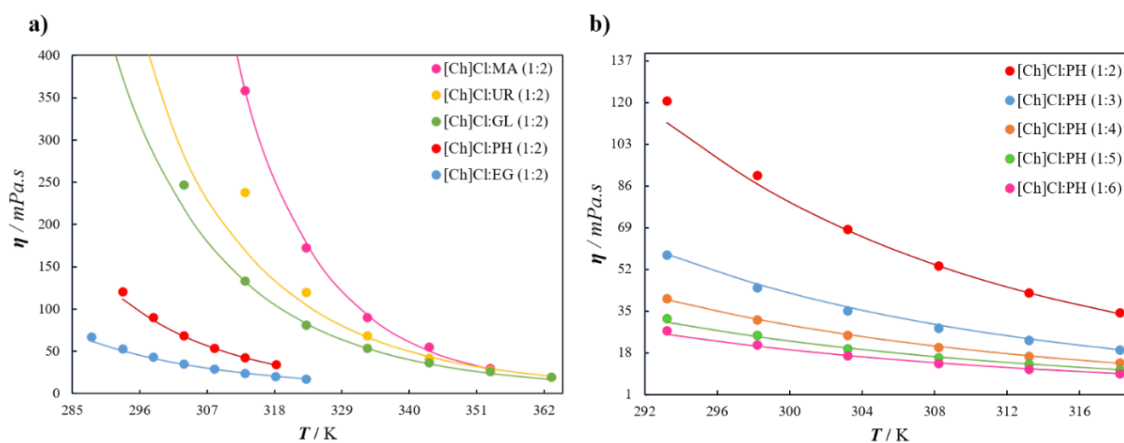 a)
400
350
300
250
200
150
100
50
0
η / mPa.s
285 296 307 318 329 340 351 362
T / K
[Ch]Cl:MA (1:2)
[Ch]Cl:UR (1:2)
[Ch]Cl:GL (1:2)
[Ch]Cl:PH (1:2)
[Ch]Cl:EG (1:2)
b)
137
120
103
86
69
52
35
18
1
η / mPa.s
292 296 300 304 308 312 316
T / K
[Ch]Cl:PH (1:2)
[Ch]Cl:PH (1:3)
[Ch]Cl:PH (1:4)
[Ch]Cl:PH (1:5)
[Ch]Cl:PH (1:6)